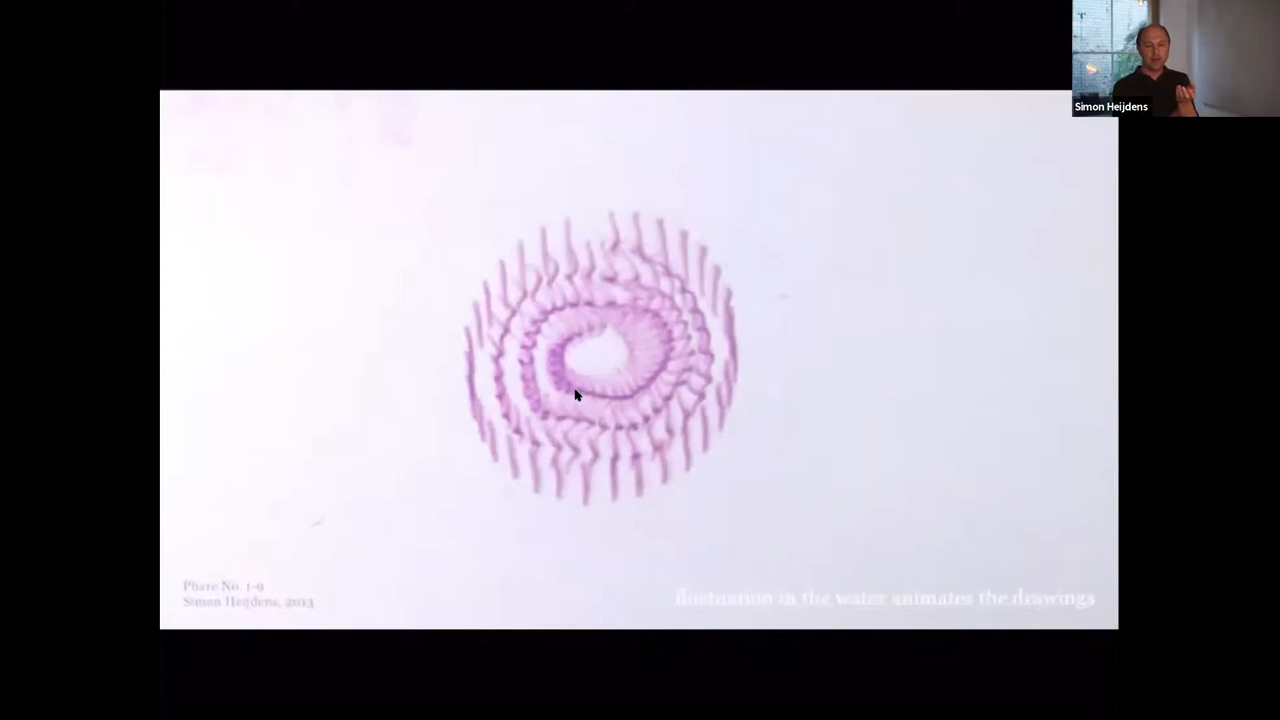 Simon Heijdens
Phare No. 1-9
Simon Heijdens, 2013
fluctuation in the water animates the drawings